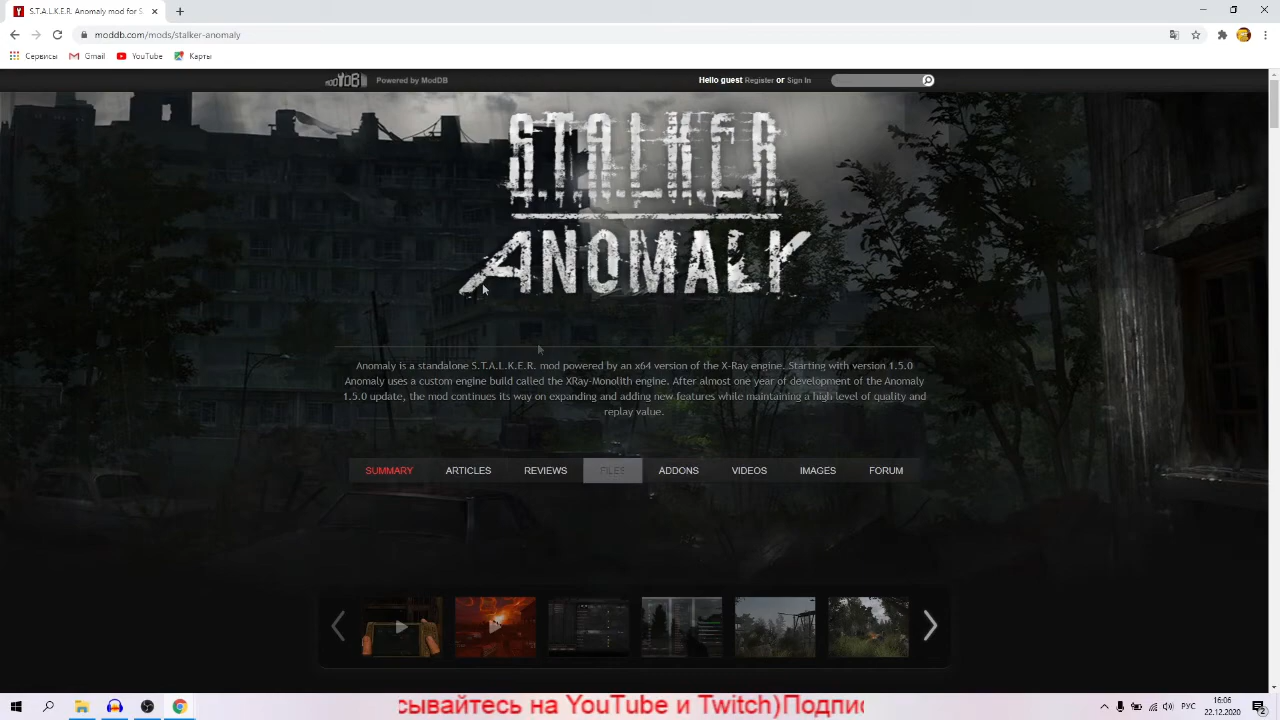 S.T.A.L.K.E.R. Anomaly mod for S
moddb.com/mods/stalker-anomaly
Сервисы Gmail YouTube Карты
Powered by ModDB
Hello guest Register or Sign In
S.T.A.L.K.E.R.
ANOMALY
Anomaly is a standalone S.T.A.L.K.E.R. mod powered by an x64 version of the X-Ray engine. Starting with version 1.5.0
Anomaly uses a custom engine build called the XRay-Monolith engine. After almost one year of development of the Anomaly
1.5.0 update, the mod continues its way on expanding and adding new features while maintaining a high level of quality and
replay value.
SUMMARY ARTICLES REVIEWS FILES ADDONS VIDEOS IMAGES FORUM
сывайтесь на YouTube и Twitch)Подпис
РУС
16:06
22.12.2020